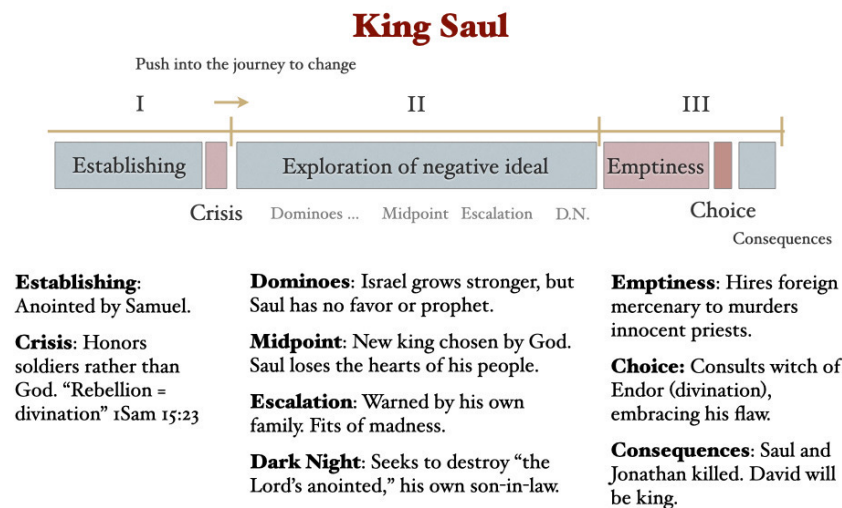 King Saul
Push into the journey to change
I
II
III
Establishing
Exploration of negative ideal
Emptiness
Crisis
Dominoes ...
Midpoint
Escalation
D.N.
Choice
Consequences
Establishing:
Anointed by Samuel.
Crisis: Honors
soldiers rather than
God. “Rebellion =
divination” 1Sam 15:23
Dominoes: Israel grows stronger, but
Saul has no favor or prophet.
Midpoint: New king chosen by God.
Saul loses the hearts of his people.
Escalation: Warned by his own
family. Fits of madness.
Dark Night: Seeks to destroy “the
Lord’s anointed,” his own son-in-law.
Emptiness: Hires foreign
mercenary to murders
innocent priests.
Choice: Consults witch of
Endor (divination),
embracing his flaw.
Consequences: Saul and
Jonathan killed. David will
be king.